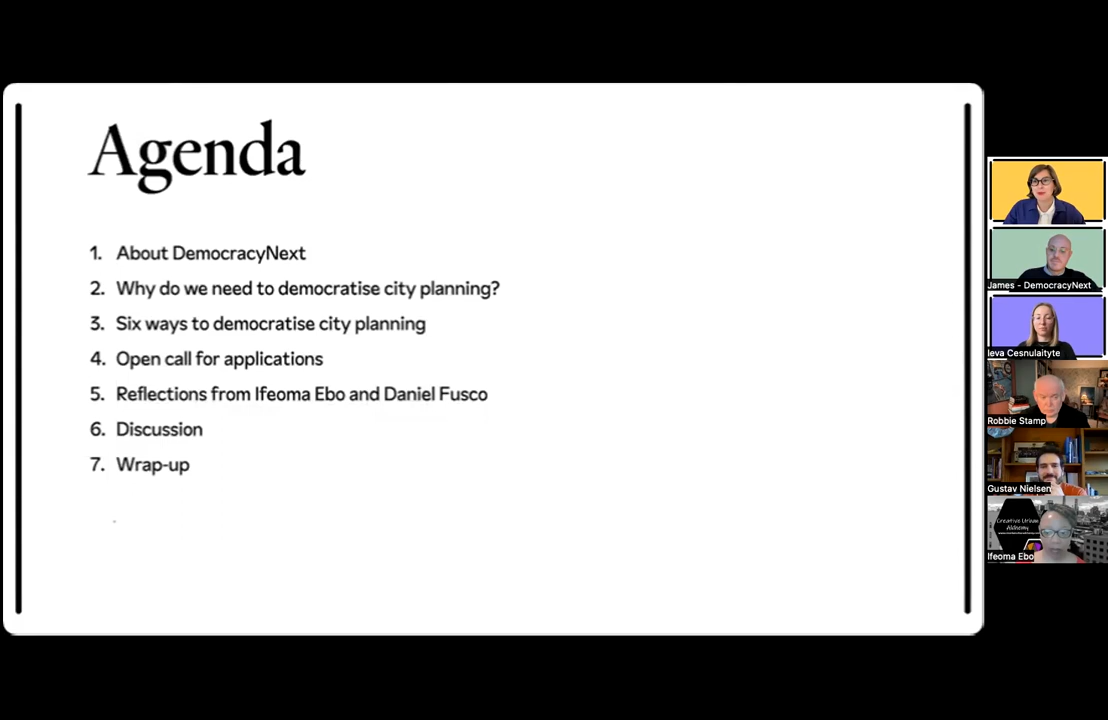 Agenda
1. About DemocracyNext
2. Why do we need to democratise city planning?
3. Six ways to democratise city planning
4. Open call for applications
5. Reflections from Ifeoma Ebo and Daniel Fusco
6. Discussion
7. Wrap-up
James - DemocracyNext
Ieva Cesnulaityte
Robbie Stamp
Gustav Nielsen
Creative Urban
Alchemy
Ifeoma Ebo